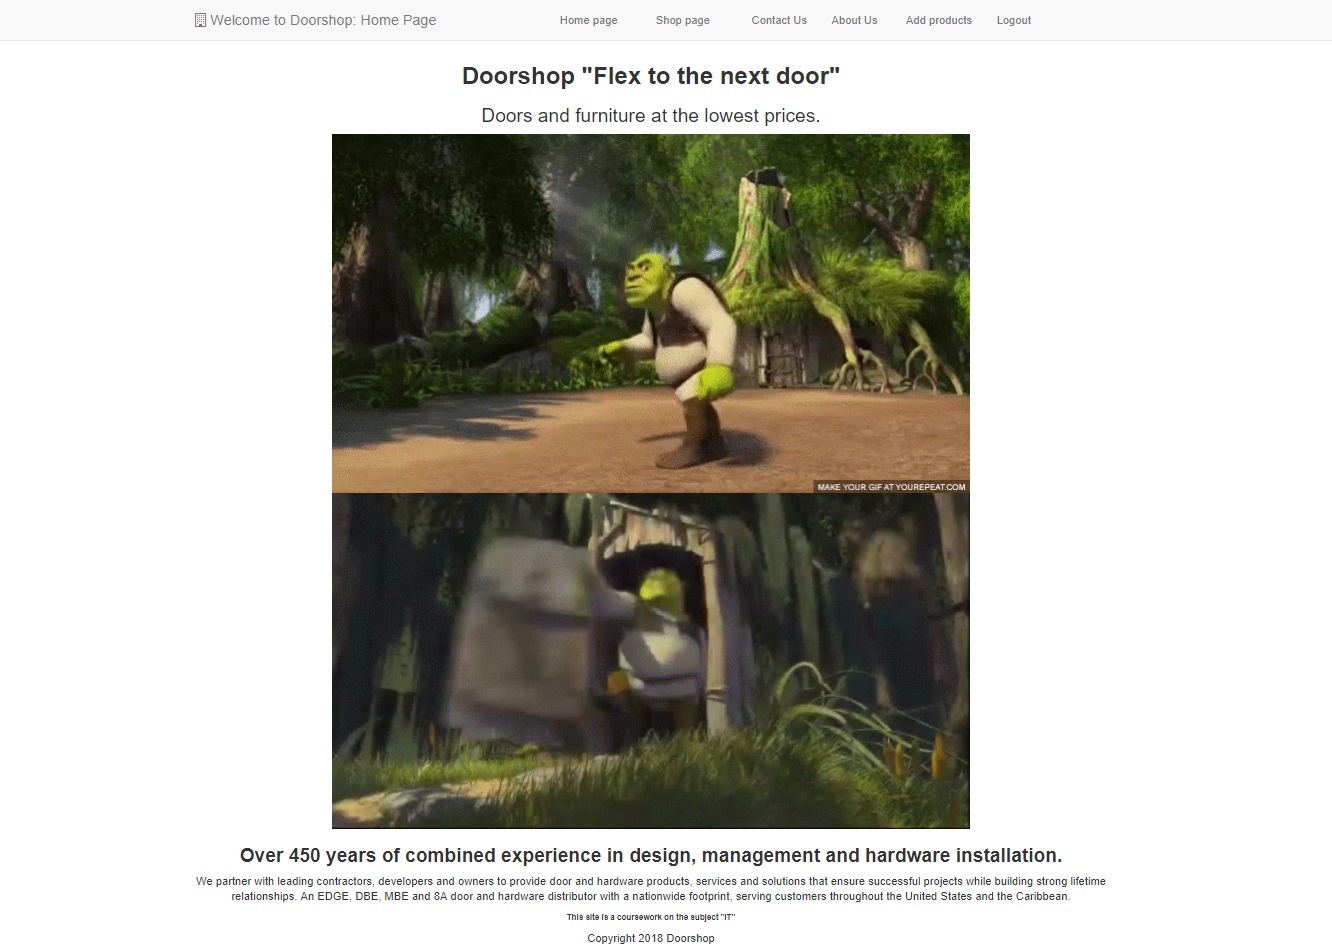 Welcome to Doorshop: Home Page Home page Shop page Contact Us About Us Add products Logout
Doorshop "Flex to the next door"
Doors and furniture at the lowest prices.
MAKE YOUR GIF AT YOUREPEAT.COM
Over 450 years of combined experience in design, management and hardware installation.
We partner with leading contractors, developers and owners to provide door and hardware products, services and solutions that ensure successful projects while building strong lifetime
relationships. An EDGE, DBE, MBE and 8A door and hardware distributor with a nationwide footprint, serving customers throughout the United States and the Caribbean.
This site is a coursework on the subject "IT"
Copyright 2018 Doorshop